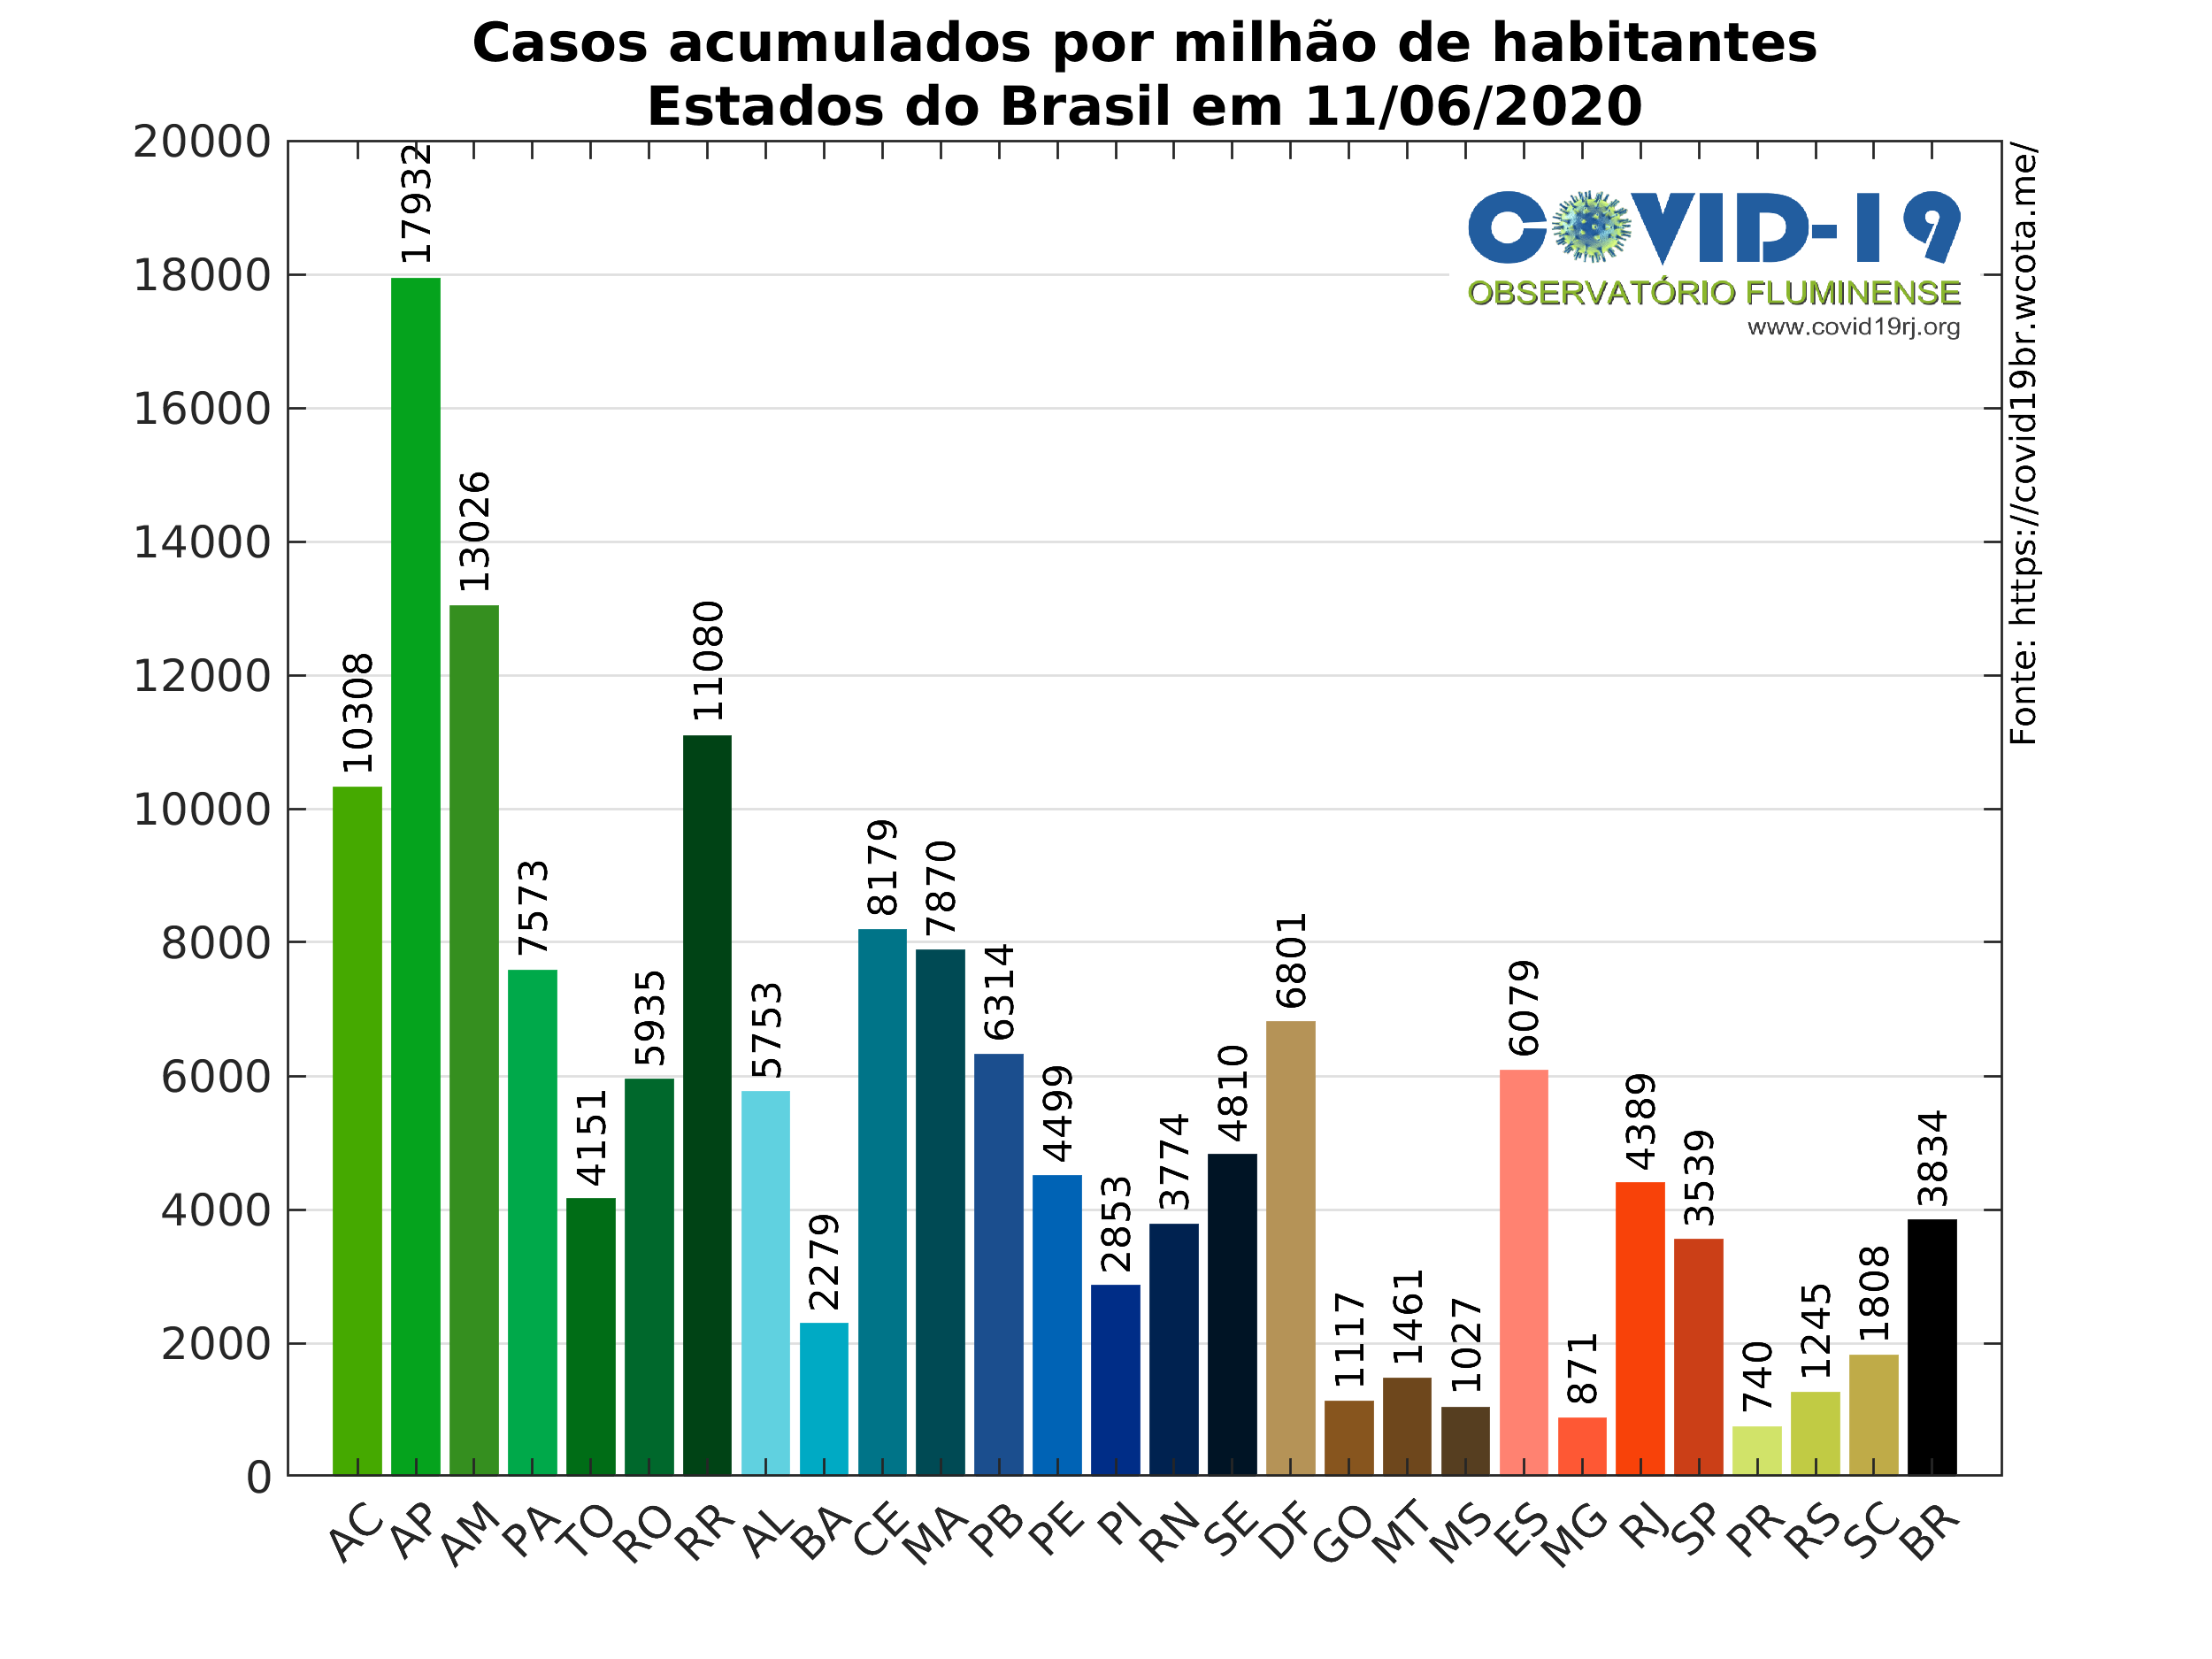 Casos acumulados por milhão de habitantes
Estados do Brasil em 11/06/2020
20000
18000
16000
14000
12000
10000
8000
6000
4000
2000
0
10308
17932
13026
7573
4151
5935
11080
5753
2279
8179
7870
6314
4499
2853
3774
4810
6801
1117
1461
1027
6079
871
4389
3539
740
1245
1808
3834
AC
AP
AM
PA
TO
RO
RR
AL
BA
CE
MA
PB
PE
PI
RN
SE
DF
GO
MT
MS
ES
MG
RJ
SP
PR
RS
SC
BR
COVID-19
OBSERVATÓRIO FLUMINENSE
www.covid19rj.org
Fonte: https://covid19br.wcota.me/